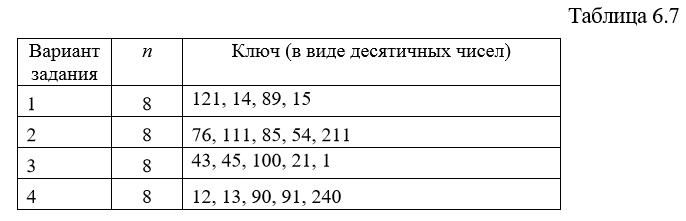 Таблица 6.7
Вариант задания n Ключ (в виде десятичных чисел)
1 8 121, 14, 89, 15
2 8 76, 111, 85, 54, 211
3 8 43, 45, 100, 21, 1
4 8 12, 13, 90, 91, 240